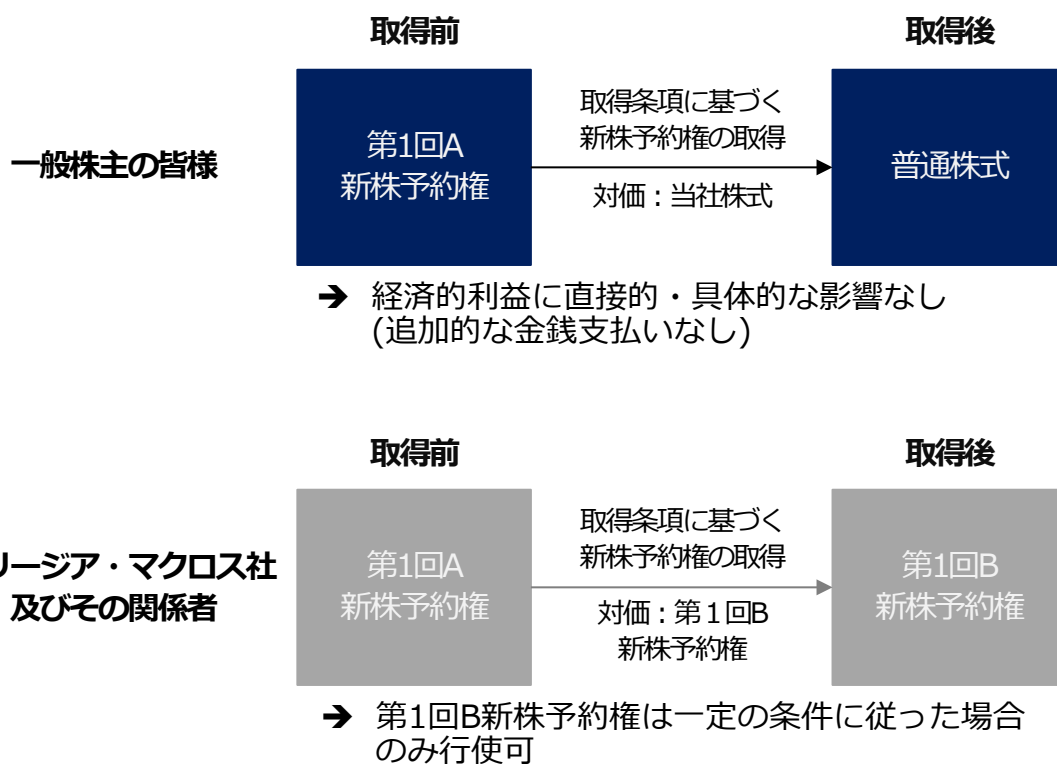 取得前
取得後
一般株主の皆様
第1回A
新株予約権
取得条項に基づく
新株予約権の取得
対価：当社株式
普通株式
➔ 経済的利益に直接的・具体的な影響なし
(追加的な金銭支払いなし)
取得前
取得後
リージア・マクロス社
及びその関係者
第1回A
新株予約権
取得条項に基づく
新株予約権の取得
対価：第１回B
新株予約権
第1回B
新株予約権
➔ 第1回B新株予約権は一定の条件に従った場合
のみ行使可